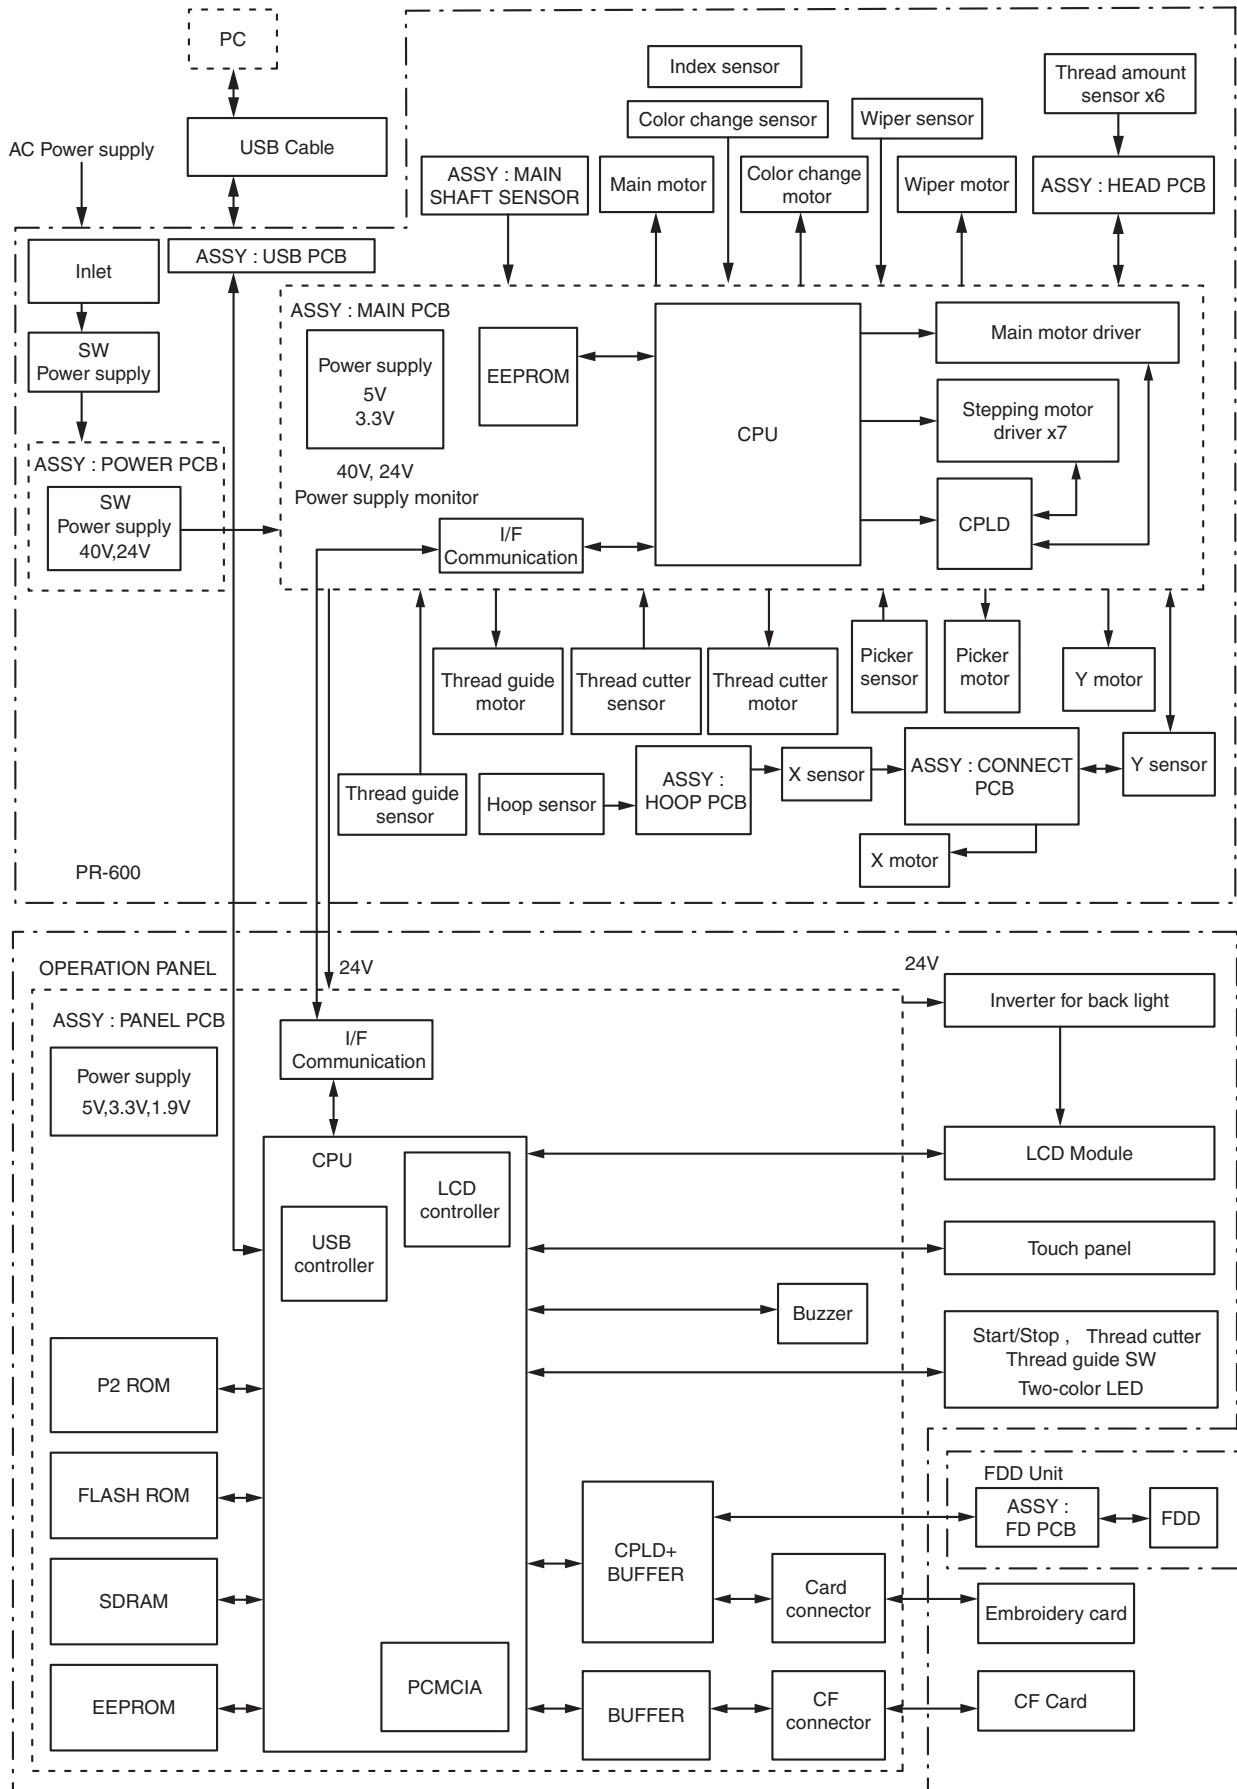 PC
USB Cable
AC Power supply
Index sensor
Thread amount
sensor x6
Color change sensor
Wiper sensor
ASSY : MAIN
SHAFT SENSOR
Main motor
Color change
motor
Wiper motor
ASSY : HEAD PCB
Inlet
ASSY : USB PCB
SW
Power supply
ASSY : POWER PCB
SW
Power supply
40V,24V
ASSY : MAIN PCB
Power supply
5V
3.3V
40V, 24V
Power supply monitor
EEPROM
I/F
Communication
CPU
Main motor driver
Stepping motor
driver x7
CPLD
Thread guide
motor
Thread cutter
sensor
Thread cutter
motor
Picker
sensor
Picker
motor
Y motor
Thread guide
sensor
Hoop sensor
ASSY :
HOOP PCB
X sensor
ASSY : CONNECT
PCB
Y sensor
X motor
PR-600
OPERATION PANEL
24V
24V
ASSY : PANEL PCB
Power supply
5V,3.3V,1.9V
I/F
Communication
Inverter for back light
CPU
LCD
controller
USB
controller
LCD Module
Touch panel
Buzzer
Start/Stop , Thread cutter
Thread guide SW
Two-color LED
P2 ROM
FLASH ROM
SDRAM
EEPROM
PCMCIA
CPLD+
BUFFER
BUFFER
Card
connector
CF
connector
FDD Unit
ASSY :
FD PCB
FDD
Embroidery card
CF Card